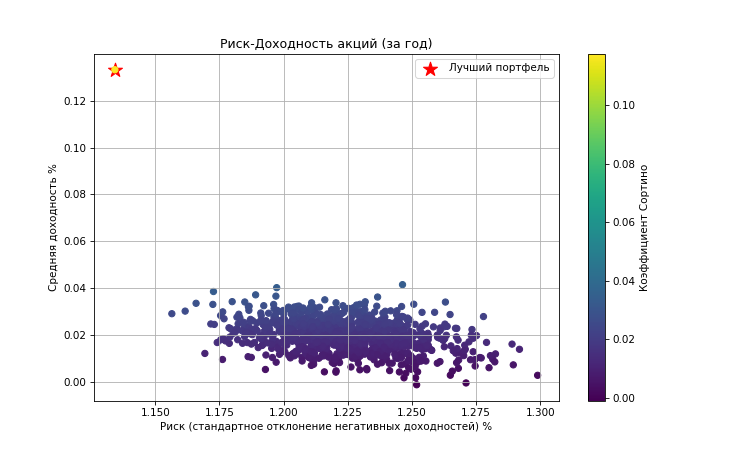 Риск-Доходность акций (за год)
Лучший портфель
Средняя доходность %
0.12
0.10
0.08
0.06
0.04
0.02
0.00
1.150 1.175 1.200 1.225 1.250 1.275 1.300
Риск (стандартное отклонение негативных доходностей) %
0.10
0.08
0.06
0.04
0.02
0.00
Коэффициент Сортино